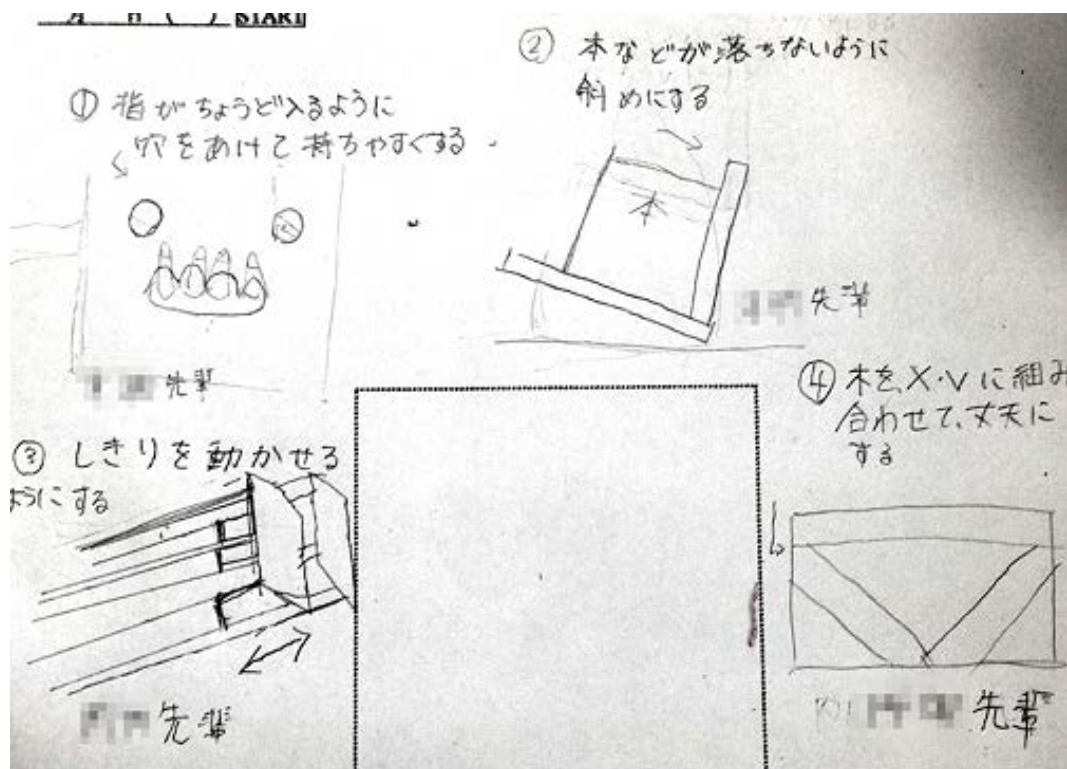 月 日 ( ) START
① 指がちょうど入るように
穴をあけて持ちやすくする
先輩
② 本などが落ちないように
斜めにする
本
先輩
③ しきりを動かせる
ようにする
先輩
④ 木を、X・Vに組み
合わせて、丈夫に
する
先輩